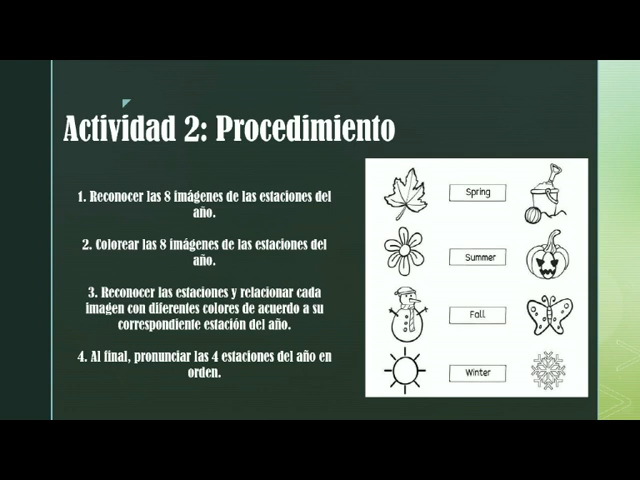 Actividad 2: Procedimiento
1. Reconocer las 8 imágenes de las estaciones del
año.
2. Colorear las 8 imágenes de las estaciones del
año.
3. Reconocer las estaciones y relacionar cada
imagen con diferentes colores de acuerdo a su
correspondiente estación del año.
4. Al final, pronunciar las 4 estaciones del año en
orden.
Spring
Summer
Fall
Winter